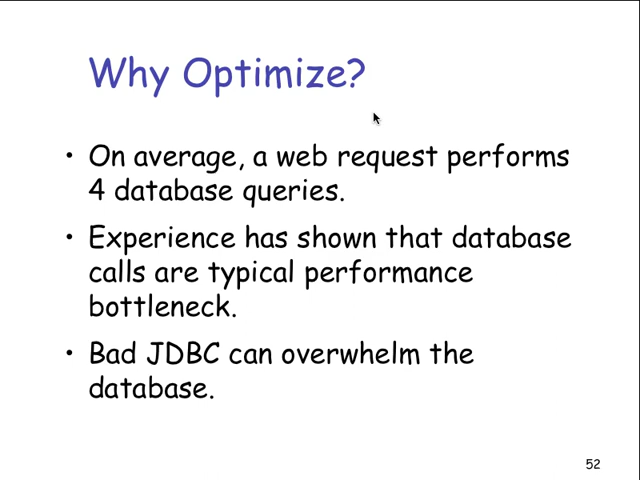 Why Optimize?
• On average, a web request performs
4 database queries.
• Experience has shown that database
calls are typical performance
bottleneck.
• Bad JDBC can overwhelm the
database.
52